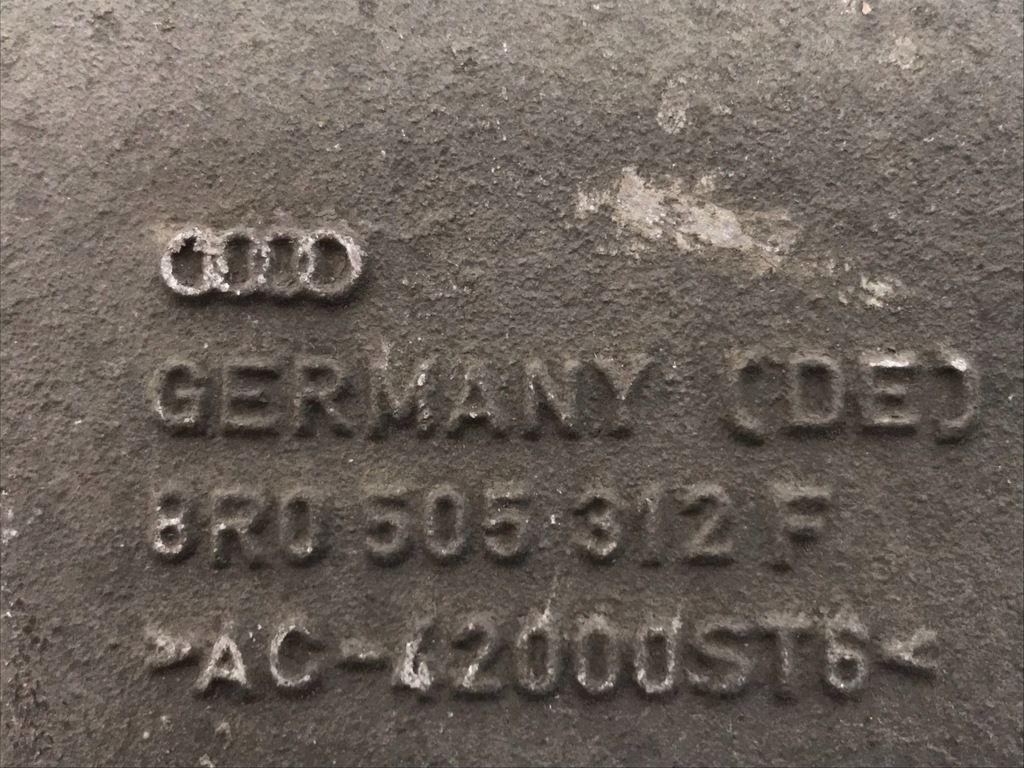 GERMANY (DE)
8R0 505 312 F
>AC-42000ST6<